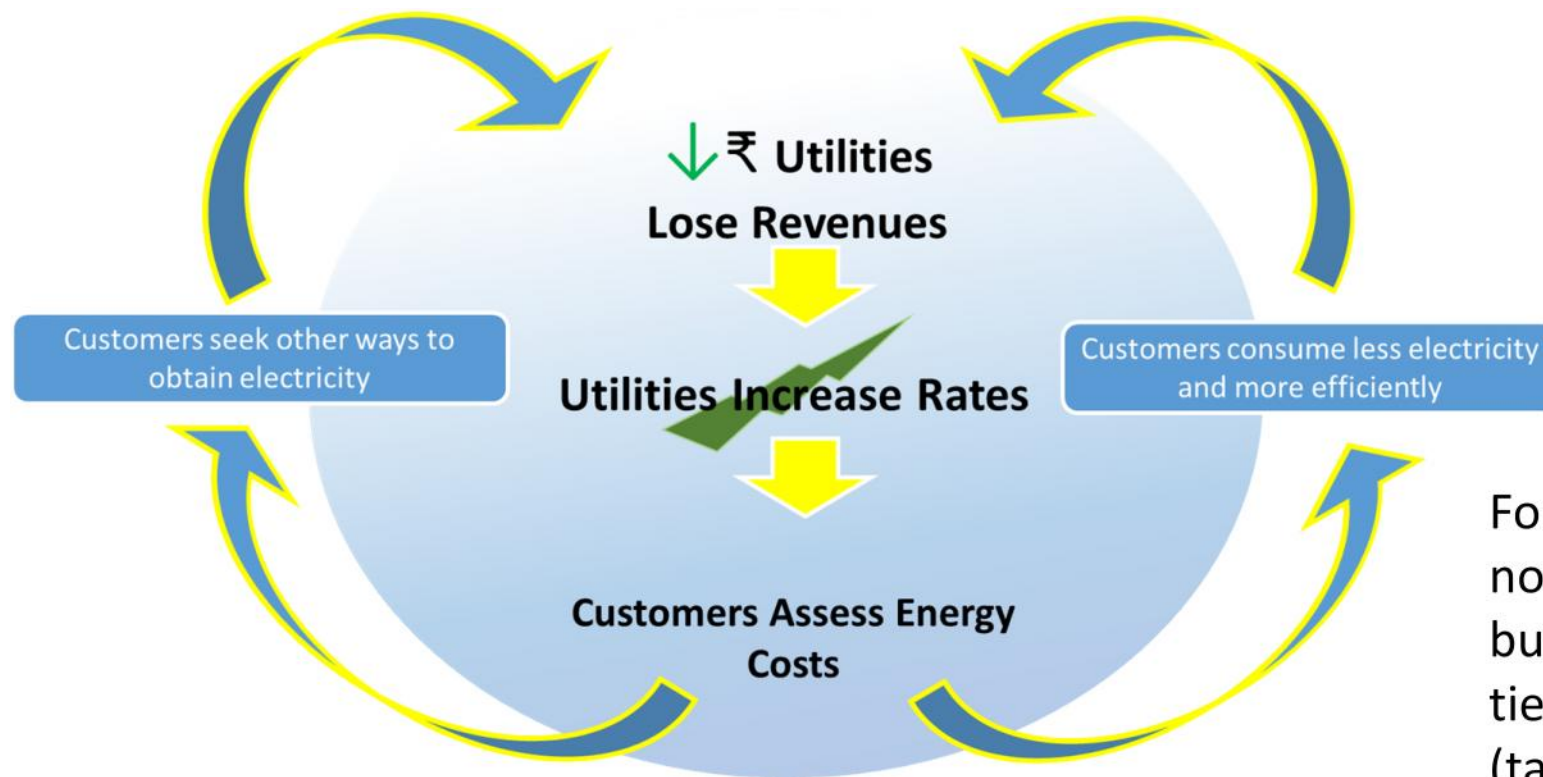 ₹ Utilities
Lose Revenues
Customers seek other ways to
obtain electricity
Utilities Increase Rates
Customers consume less electricity
and more efficiently
Customers Assess Energy
Costs
Fo
no
bu
tie
(ta